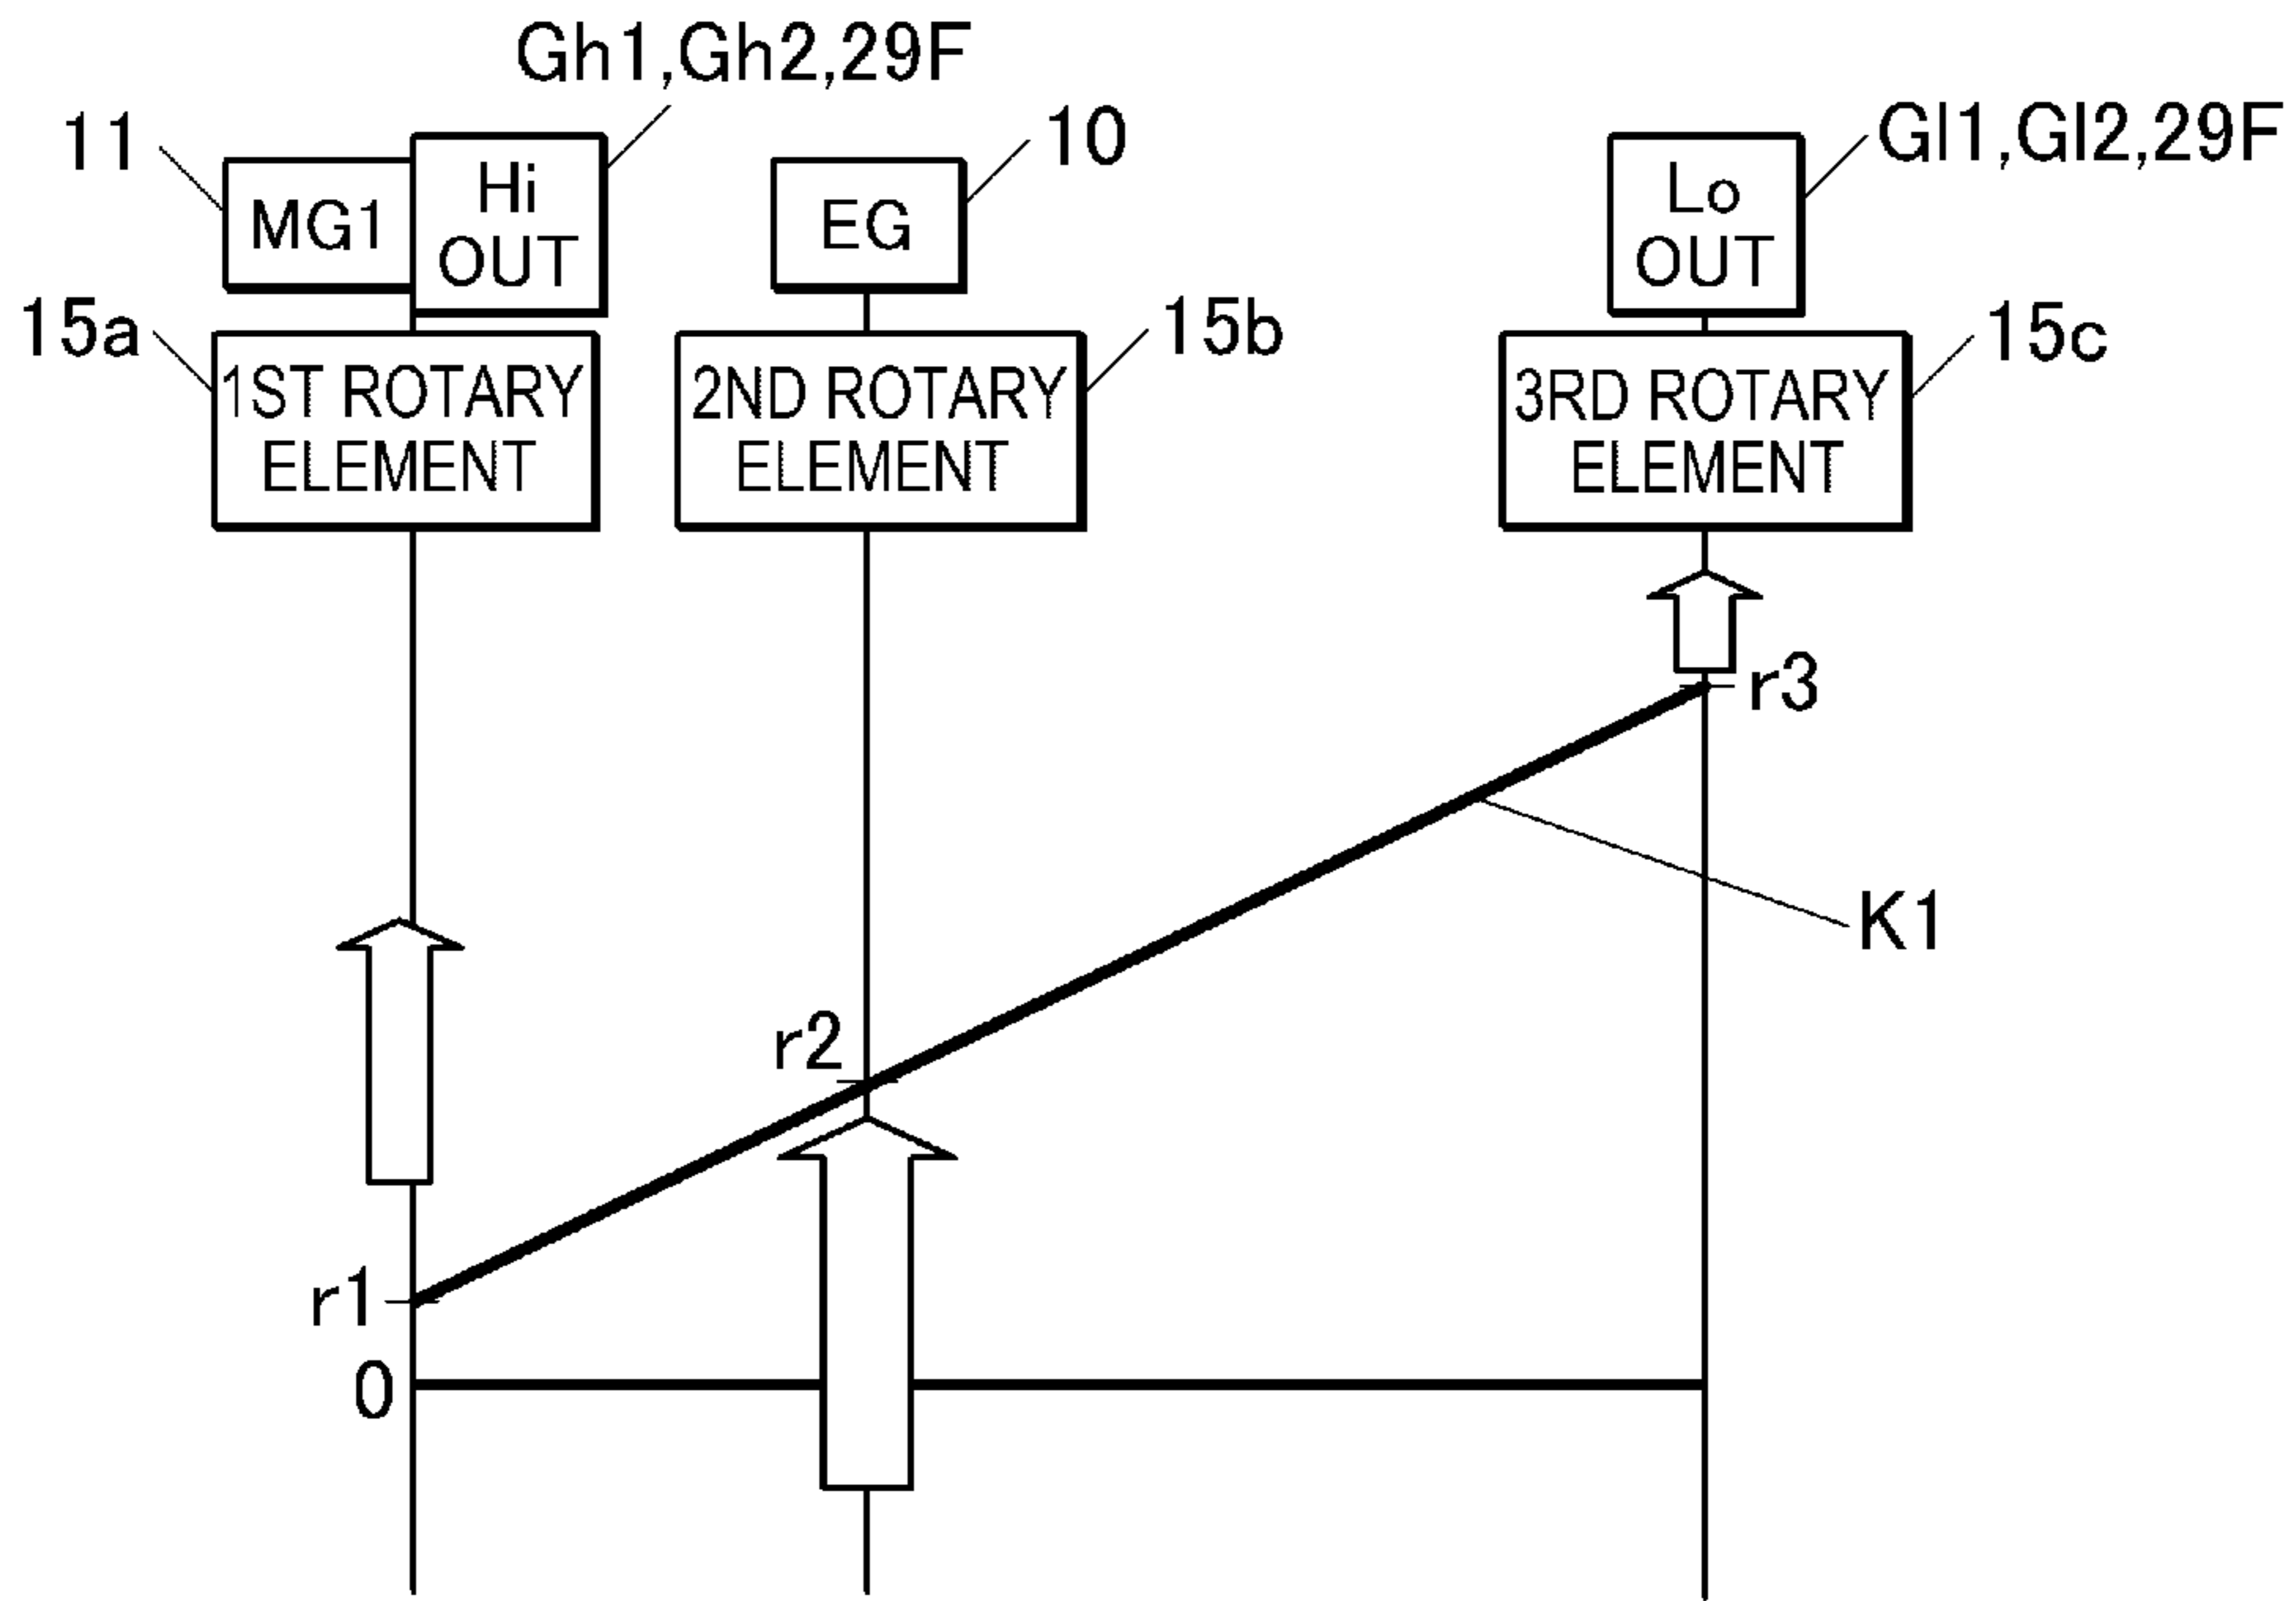 Gh1,Gh2,29F
11
10
Gl1,Gl2,29F
MG1
Hi
OUT
EG
Lo
OUT
15a
15b
15c
1ST ROTARY
ELEMENT
2ND ROTARY
ELEMENT
3RD ROTARY
ELEMENT
r3
K1
r2
r1
0